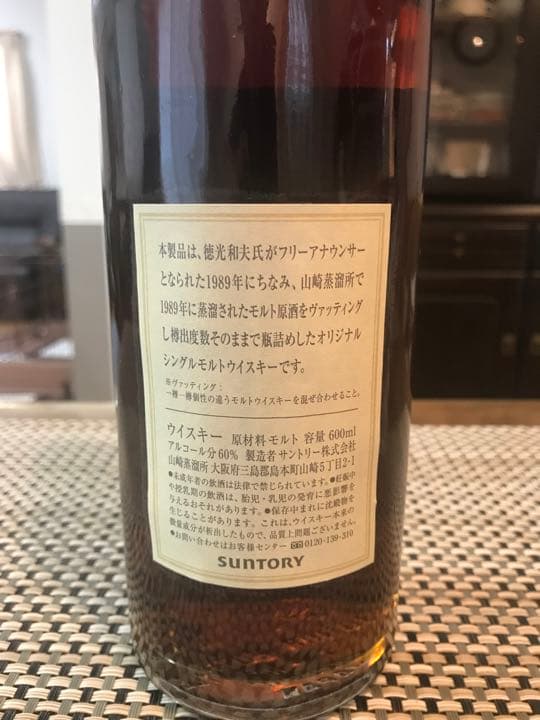 本製品は、徳光和夫氏がフリーアナウンサー
となられた1989年にちなみ、山崎蒸溜所で
1989年に蒸溜されたモルト原酒をヴァッティング
し樽出度数そのままで瓶詰めしたオリジナル
シングルモルトウイスキーです。
※ヴァッティング：
一樽一樽個性の違うモルトウイスキーを混ぜ合わせること。
ウイスキー 原材料モルト 容量 600ml
アルコール分60% 製造者 サントリー株式会社
山崎蒸溜所 大阪府三島郡島本町山崎5丁目2-1
●未成年者の飲酒は法律で禁じられています。●妊娠中
や授乳期の飲酒は、胎児・乳児の発育に悪影響を
与えるおそれがあります。●保存中まれに沈殿物を
生じることがあります。これは、ウイスキー本来の
微量成分が析出したもので、品質上問題ございません。
●お問い合わせはお客様センター 0120-139-310
SUNTORY